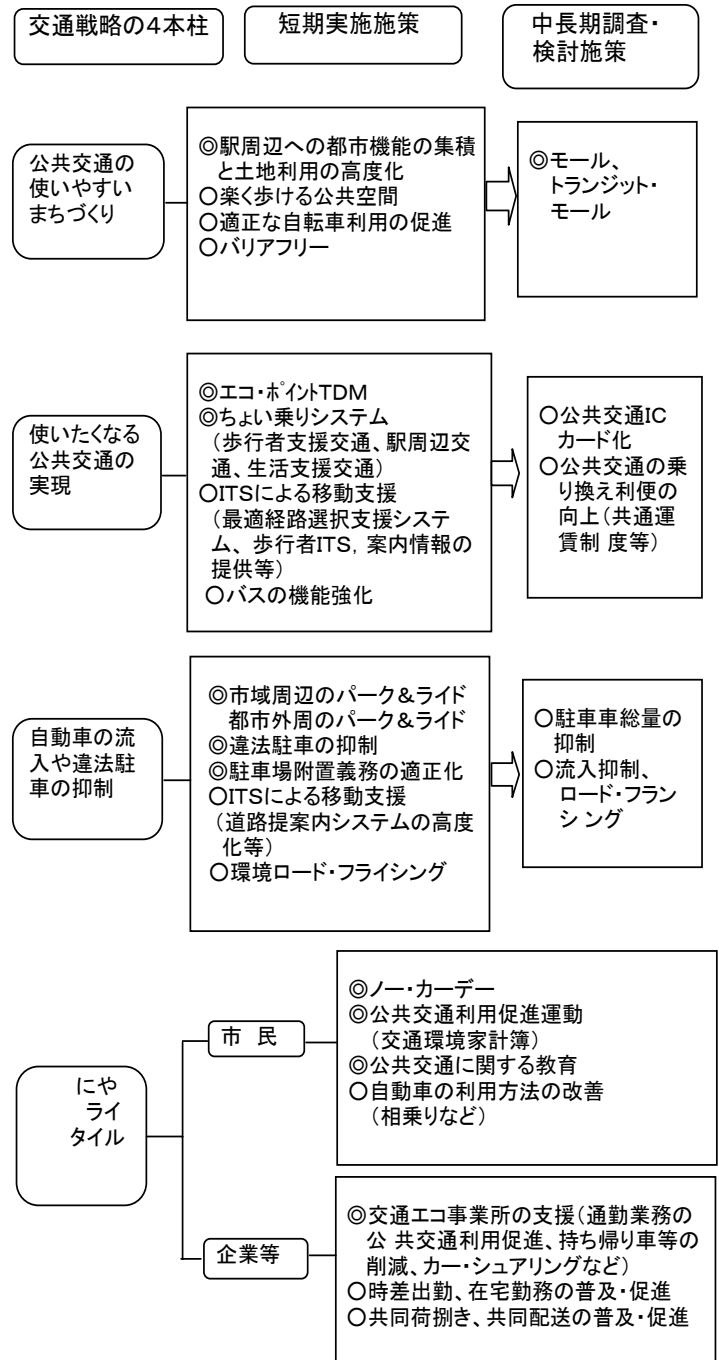 交通戦略の4本柱
短期実施施策
中長期調査・
検討施策
公共交通の
使いやすい
まちづくり
◎駅周辺への都市機能の集積
と土地利用の高度化
○楽く歩ける公共空間
○適正な自転車利用の促進
○バリアフリー
◎モール、
トランジット・
モール
使いたくなる
公共交通の
実現
◎エコ・ポイントTDM
◎ちょい乗りシステム
(歩行者支援交通、駅周辺交
通、生活支援交通)
○ITSによる移動支援
(最適経路選択支援システ
ム、歩行者ITS, 案内情報の
提供等)
○バスの機能強化
○公共交通IC
カード化
○公共交通の乗
り換え利便の
向上(共通運
賃制 度等)
自動車の流
入や違法駐
車の抑制
◎市域周辺のパーク&ライド
都市外周のパーク&ライド
◎違法駐車の抑制
◎駐車場附置義務の適正化
○ITSによる移動支援
(道路提案内システムの高度
化等)
○環境ロード・フライシング
○駐車車総量の
抑制
○流入抑制、
ロード・フラン
シ ング
にや
ライ
タイル
市 民
◎ノー・カーデー
◎公共交通利用促進運動
(交通環境家計簿)
◎公共交通に関する教育
○自動車の利用方法の改善
(相乗りなど)
企業等
◎交通エコ事業所の支援(通勤業務の
公 共交通利用促進、持ち帰り車等の
削減、カー・シュアリングなど)
○時差出勤、在宅勤務の普及・促進
○共同荷捌き、共同配送の普及・促進